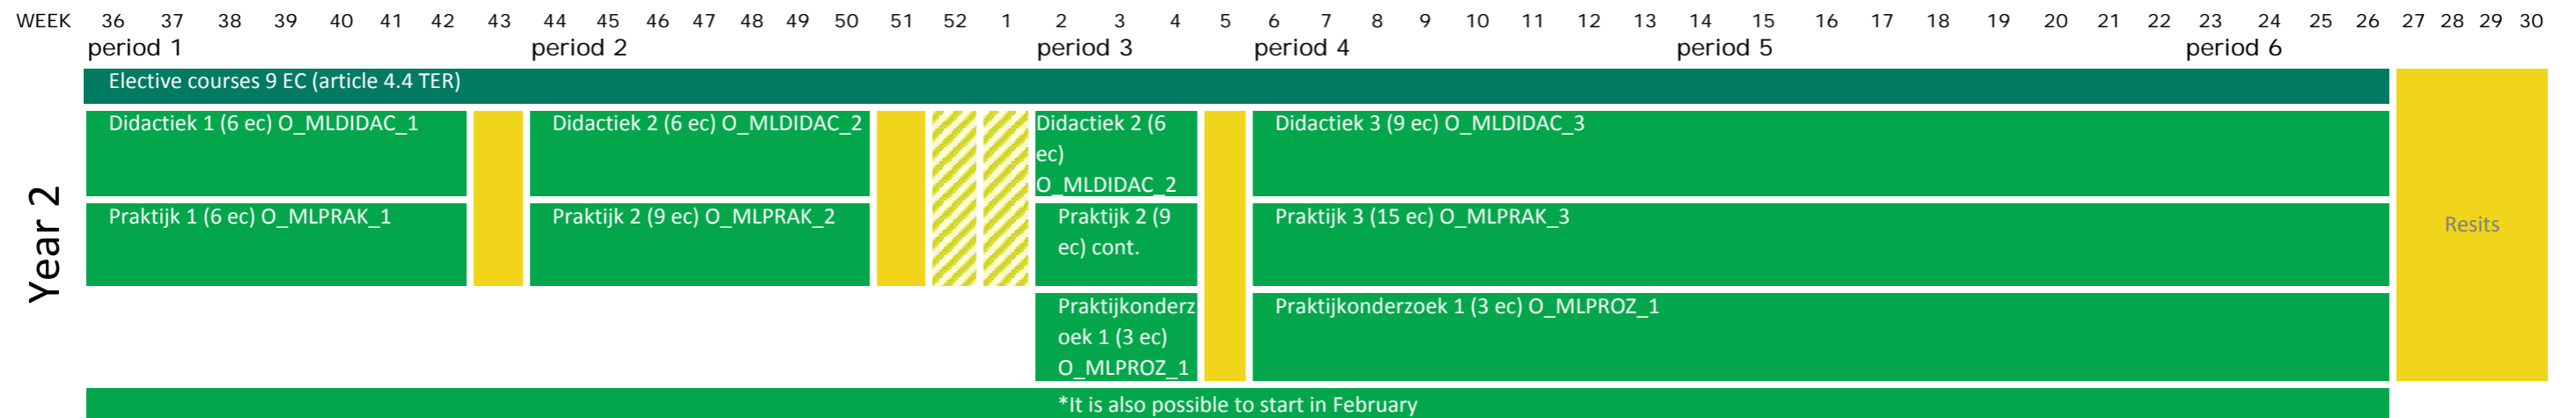 WEEK 36 37 38 39 40 41 42 43 44 45 46 47 48 49 50 51 52 1 2 3 4 5 6 7 8 9 10 11 12 13 14 15 16 17 18 19 20 21 22 23 24 25 26 27 28 29 30
period 1 period 2 period 3 period 4 period 5 period 6
Elective courses 9 EC (article 4.4 TER)
Year 2
Didactiek 1 (6 ec) O_MLDIDAC_1
Didactiek 2 (6 ec) O_MLDIDAC_2
Didactiek 2 (6
ec)
O_MLDIDAC_2
Didactiek 3 (9 ec) O_MLDIDAC_3
Praktijk 1 (6 ec) O_MLPRAK_1
Praktijk 2 (9 ec) O_MLPRAK_2
Praktijk 2 (9
ec) cont.
Praktijk 3 (15 ec) O_MLPRAK_3
Resits
Praktijkonderz
oek 1 (3 ec)
O_MLPROZ_1
Praktijkonderzoek 1 (3 ec) O_MLPROZ_1
*It is also possible to start in February